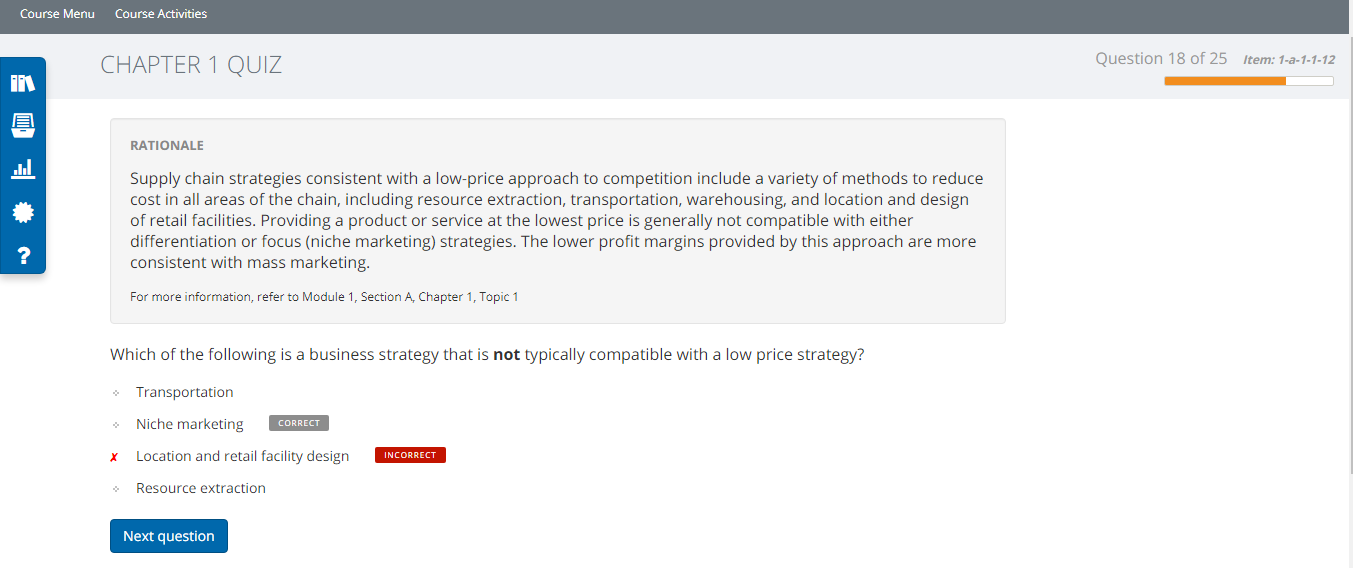 Course Menu Course Activities
CHAPTER 1 QUIZ
Question 18 of 25 Item: 1-a-1-1-12
RATIONALE
Supply chain strategies consistent with a low-price approach to competition include a variety of methods to reduce
cost in all areas of the chain, including resource extraction, transportation, warehousing, and location and design
of retail facilities. Providing a product or service at the lowest price is generally not compatible with either
differentiation or focus (niche marketing) strategies. The lower profit margins provided by this approach are more
consistent with mass marketing.
For more information, refer to Module 1, Section A, Chapter 1, Topic 1
Which of the following is a business strategy that is not typically compatible with a low price strategy?
Transportation
Niche marketing CORRECT
✗ Location and retail facility design INCORRECT
Resource extraction
Next question
?